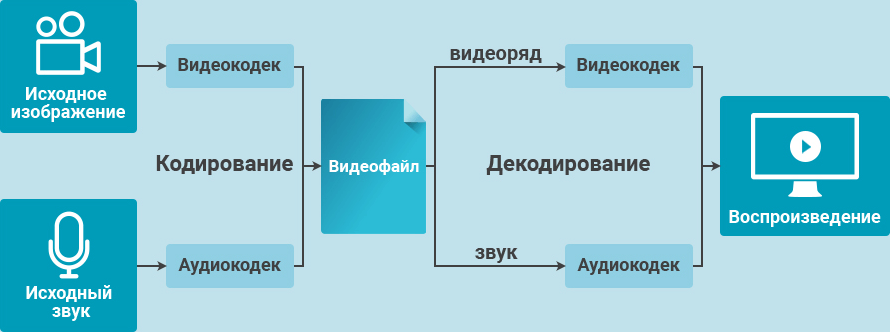 Исходное
изображение
Видеокодек
Кодирование
Исходный
звук
Аудиокодек
Видеофайл
видеоряд
Видеокодек
Декодирование
звук
Аудиокодек
Воспроизведение